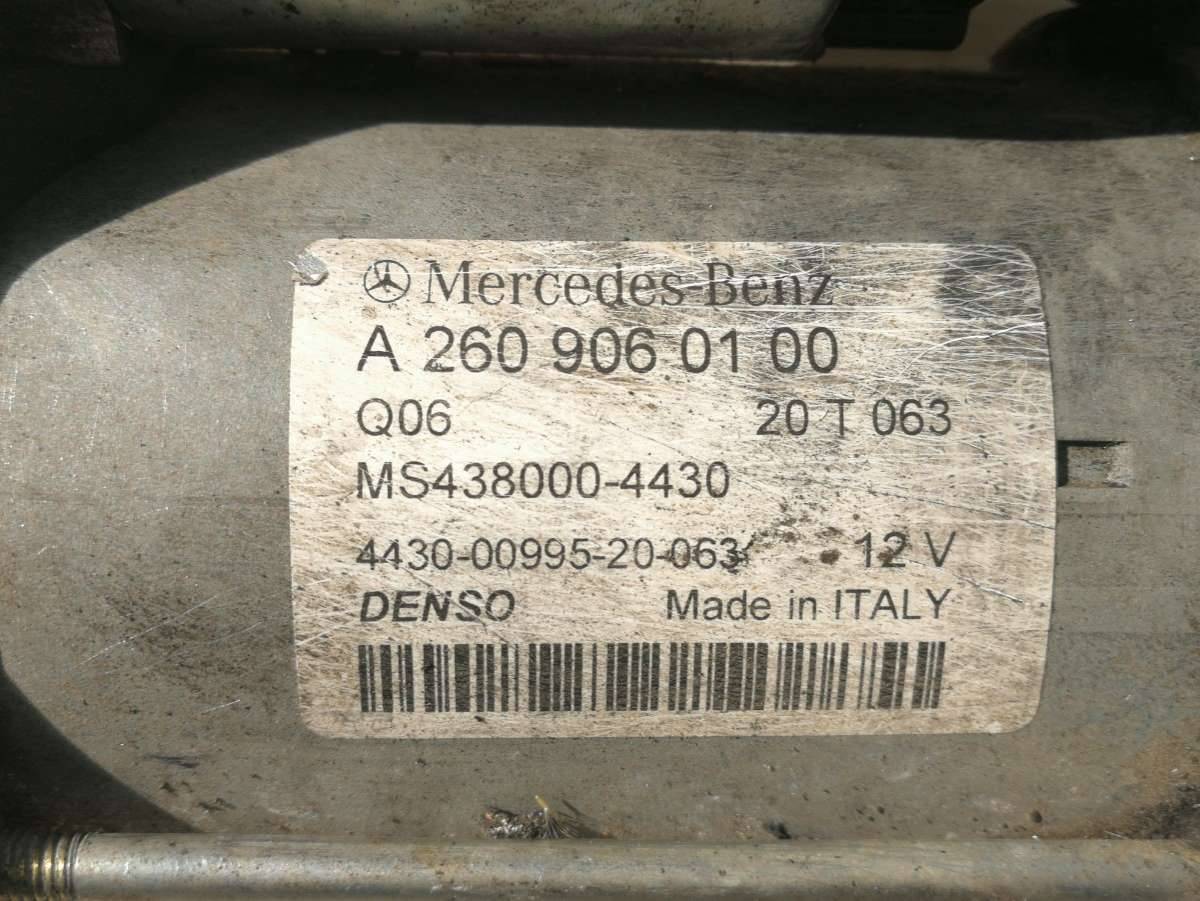 Mercedes-Benz
A 260 906 01 00
Q06 20 T 063
MS438000-4430
4430-00995-20-063 12 V
DENSO Made in ITALY